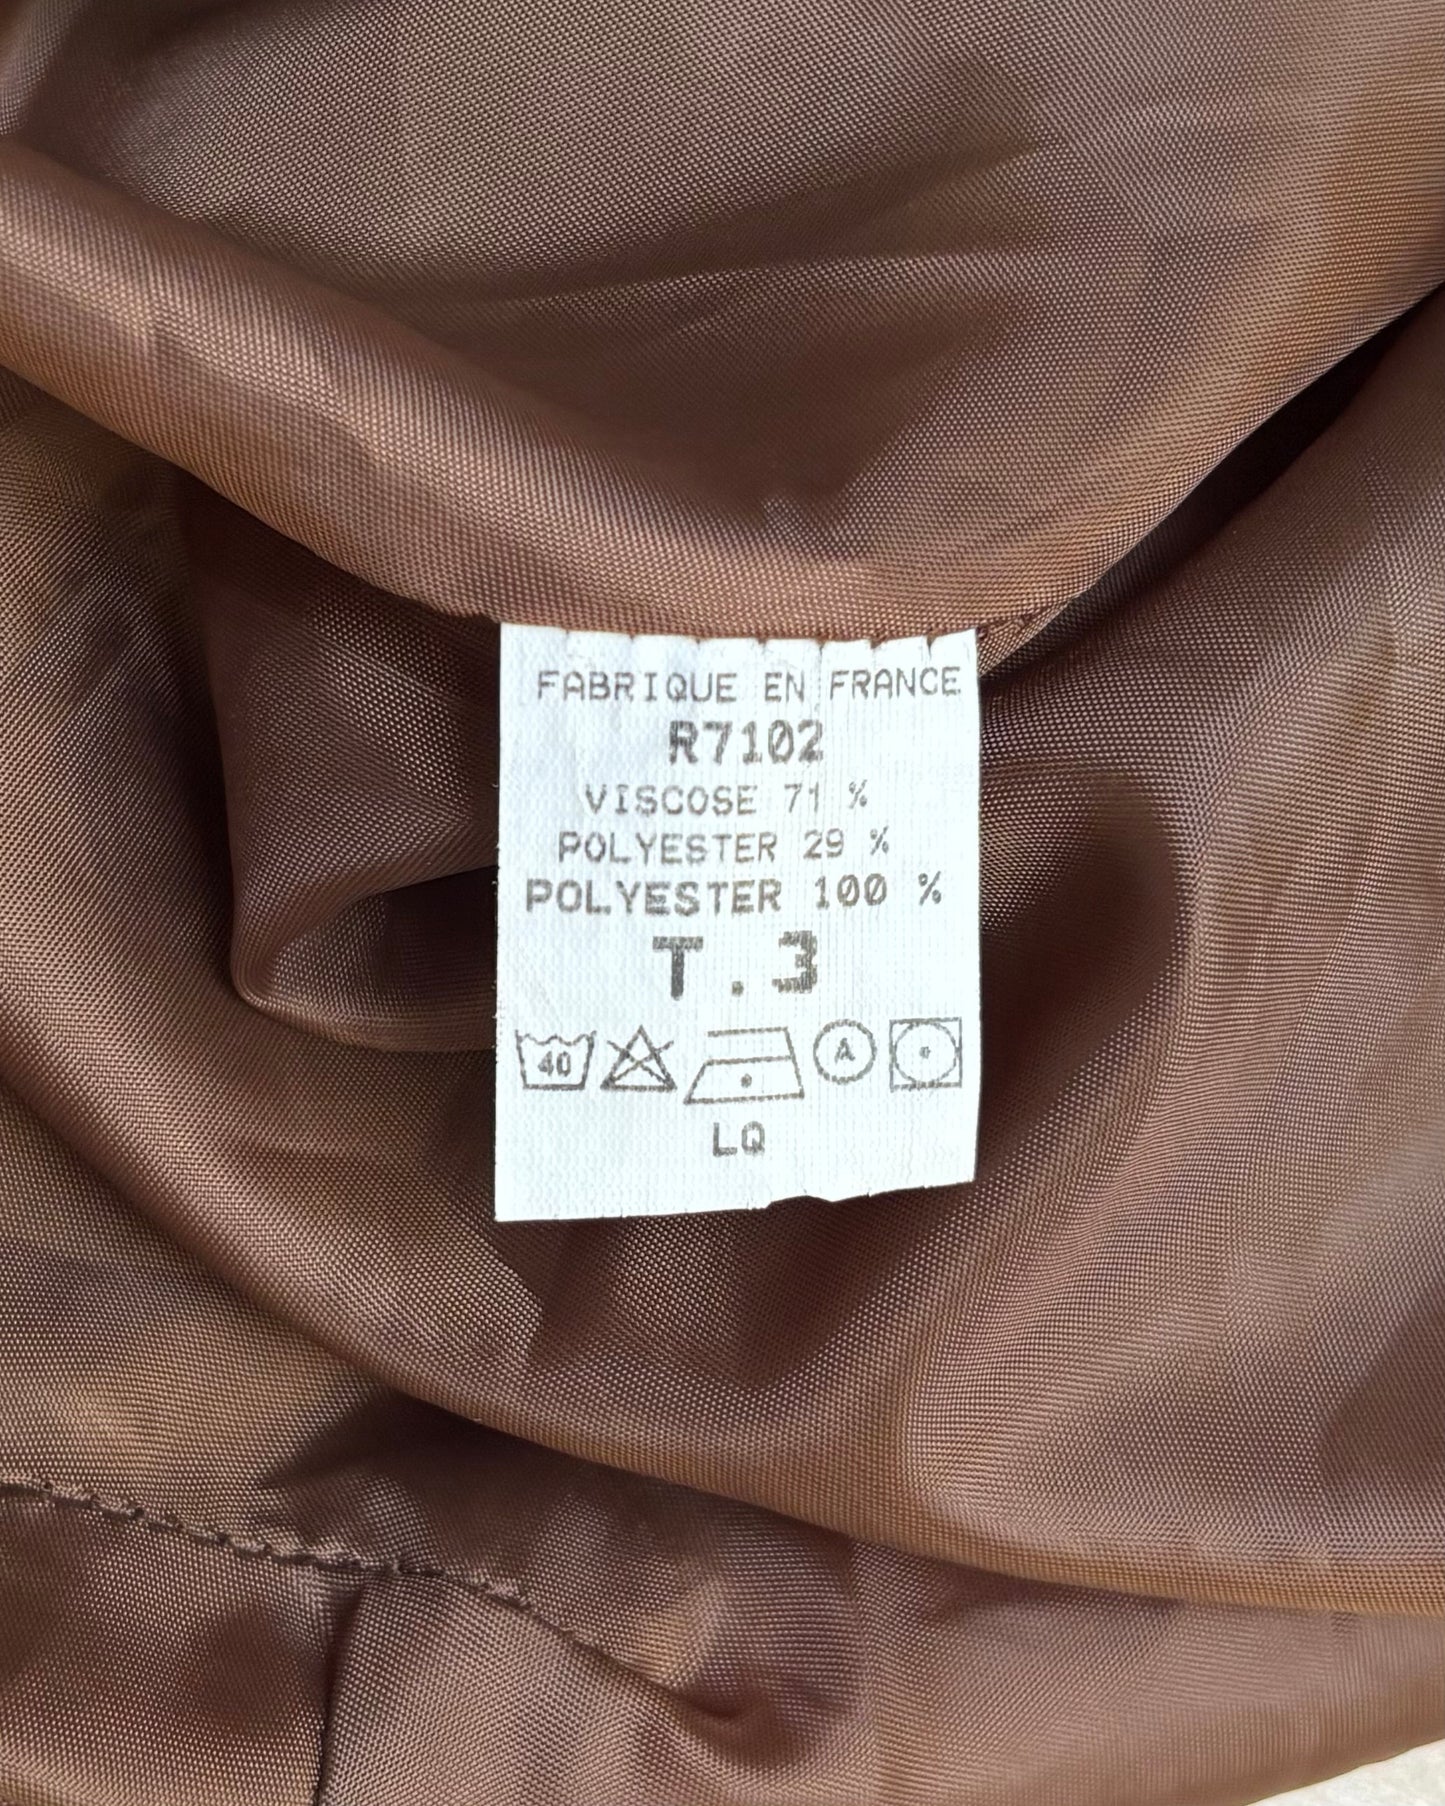 FABRIQUE EN FRANCE
R7102
VISCOSE 71 %
POLYESTER 29 %
POLYESTER 100 %
T.3
40 A
LQ